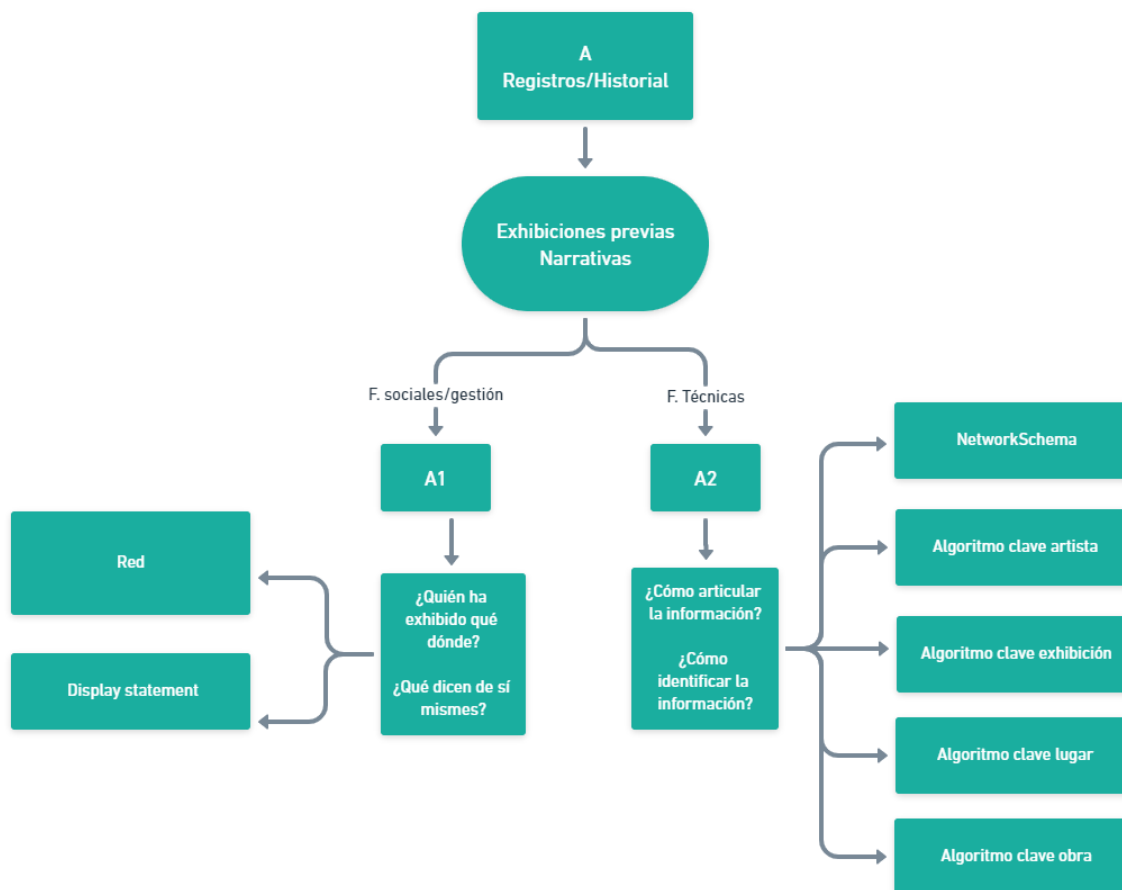 A
Registros/Historial
Exhibiciones previas
Narrativas
F. sociales/gestión
F. Técnicas
A1
A2
Red
Display statement
¿Quién ha
exhibido qué
dónde?
¿Qué dicen de sí
mismes?
¿Cómo articular
la información?
¿Cómo
identificar la
información?
NetworkSchema
Algoritmo clave artista
Algoritmo clave exhibición
Algoritmo clave lugar
Algoritmo clave obra